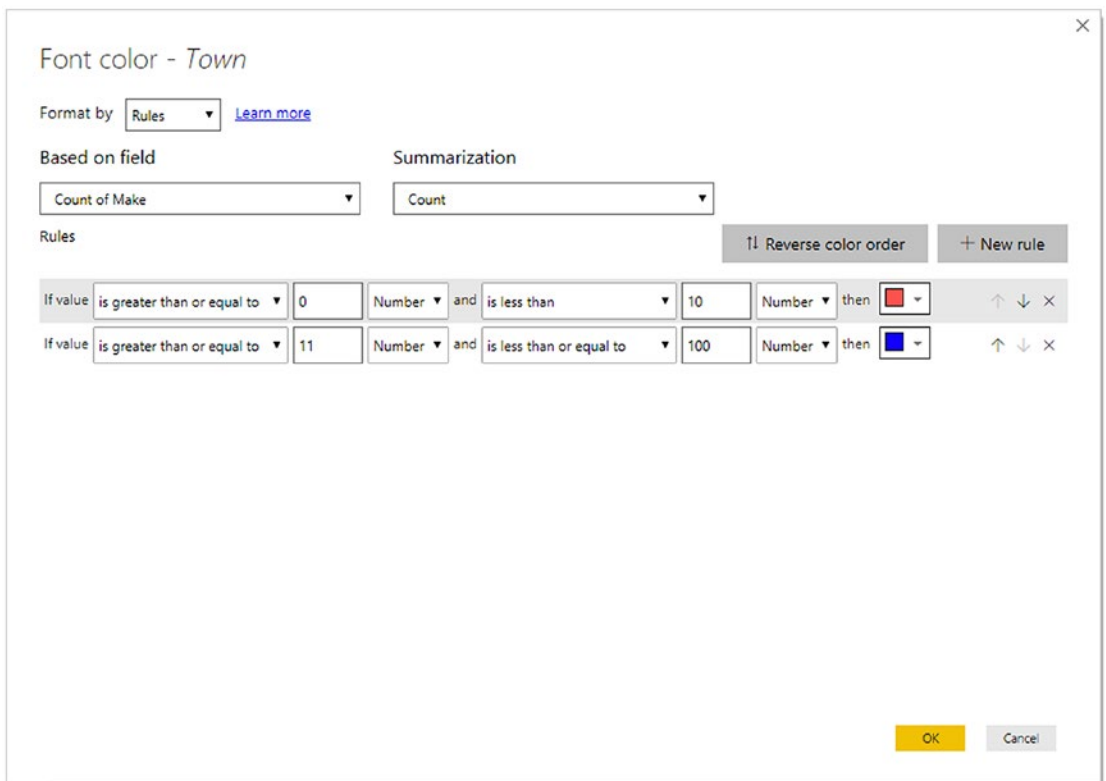 Font color - Town
Format by Rules Learn more
Based on field Summarization
Count of Make Count
Rules Reverse color order + New rule
If value is greater than or equal to 0 Number and is less than 10 Number then
If value is greater than or equal to 11 Number and is less than or equal to 100 Number then
OK Cancel